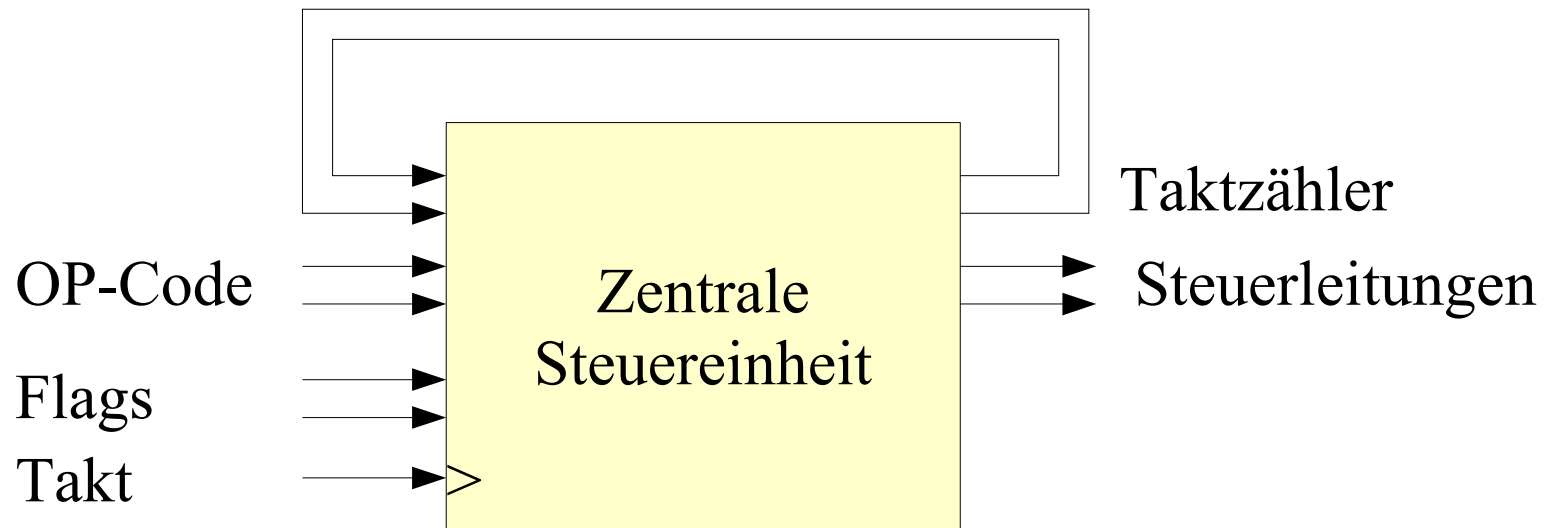 Taktzähler
OP-Code
Zentrale
Steuereinheit
Steuerleitungen
Flags
Takt